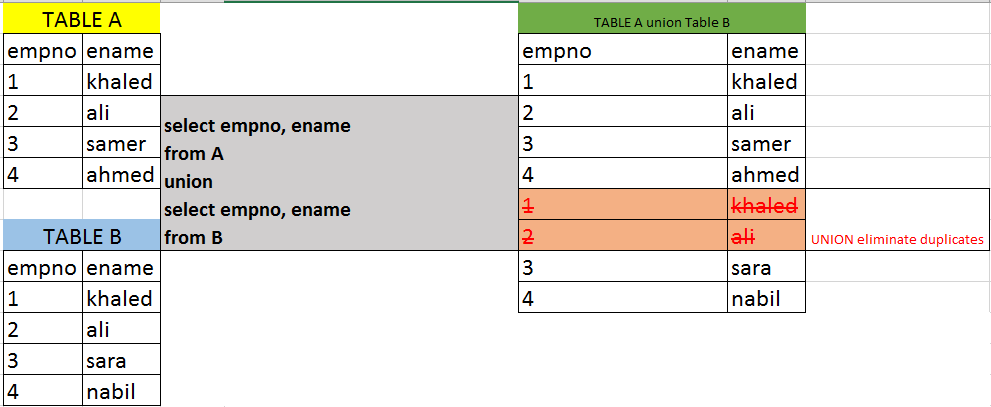 TABLE A
empno ename
1 khaled
2 ali
3 samer
4 ahmed
TABLE B
empno ename
1 khaled
2 ali
3 sara
4 nabil
select empno, ename
from A
union
select empno, ename
from B
TABLE A union Table B
empno ename
1 khaled
2 ali
3 samer
4 ahmed
1 khaled
2 ali
3 sara
4 nabil
UNION eliminate duplicates